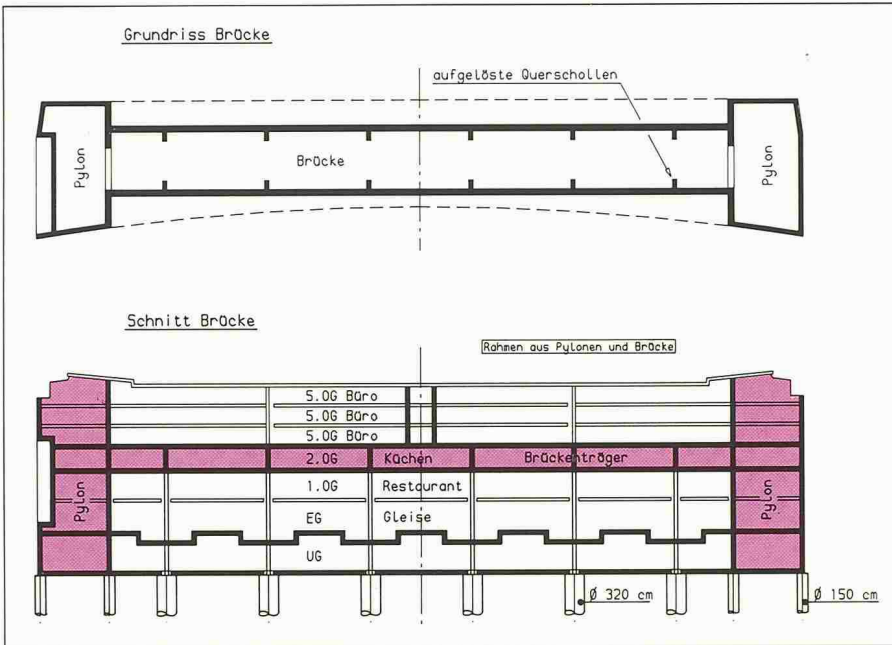 Grundriss Brücke
aufgelöste Querschollen
Pylon
Brücke
Pylon
Schnitt Brücke
Rahmen aus Pylonen und Brücke
5.OG Büro
5.OG Büro
5.OG Büro
2.OG Küchen Brückenträger
1.OG Restaurant
Pylon
Pylon
EG Gleise
UG
Ø 320 cm
Ø 150 cm